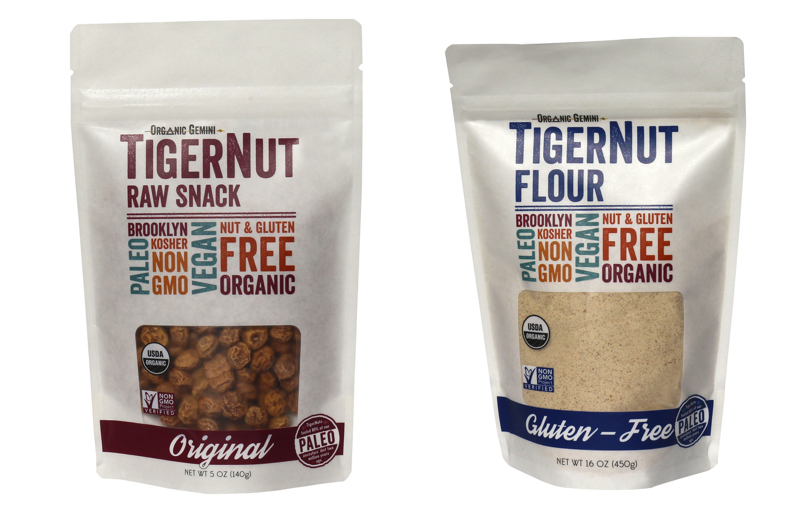 ORGANIC GEMINI
TIGERNUT
RAW SNACK
PALEO
BROOKLYN
KOSHER
NON
GMO
VEGAN
NUT & GLUTEN
FREE
ORGANIC
USDA
ORGANIC
NON
GMO
Project
VERIFIED
Original
PALEO
NET WT 5 OZ (140g)
ORGANIC GEMINI
TIGERNUT
FLOUR
PALEO
BROOKLYN
KOSHER
NON
GMO
VEGAN
NUT & GLUTEN
FREE
ORGANIC
USDA
ORGANIC
NON
GMO
Project
VERIFIED
Gluten - Free
PALEO
NET WT 16 OZ (450g)